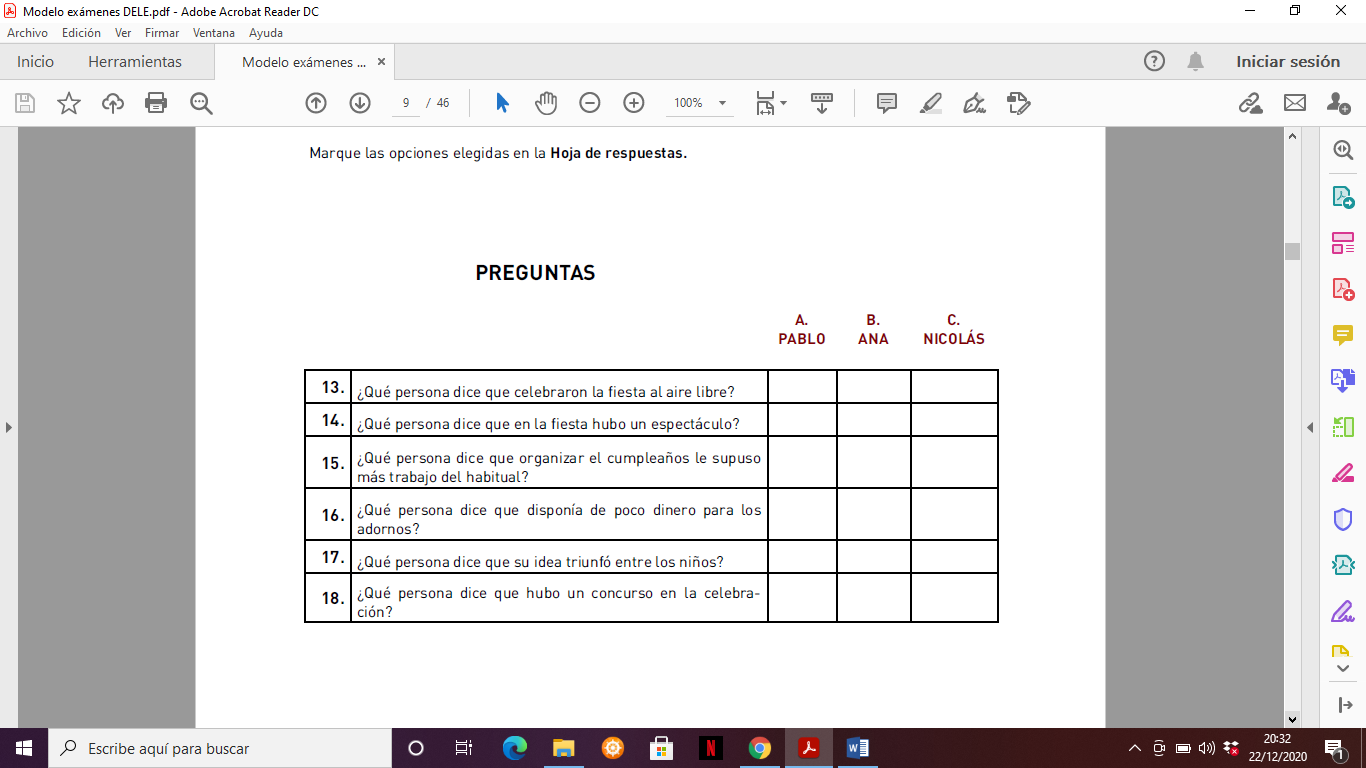 Modelo exámenes DELE.pdf - Adobe Acrobat Reader DC
Archivo Edición Ver Firmar Ventana Ayuda
Inicio Herramientas Modelo exámenes ... × Iniciar sesión
9 / 46 100%
Marque las opciones elegidas en la Hoja de respuestas.
PREGUNTAS
A. B. C.
PABLO ANA NICOLÁS
13. ¿Qué persona dice que celebraron la fiesta al aire libre?
14. ¿Qué persona dice que en la fiesta hubo un espectáculo?
15. ¿Qué persona dice que organizar el cumpleaños le supuso
más trabajo del habitual?
16. ¿Qué persona dice que disponía de poco dinero para los
adornos?
17. ¿Qué persona dice que su idea triunfó entre los niños?
18. ¿Qué persona dice que hubo un concurso en la celebra-
ción?
Escribe aquí para buscar
20:32
22/12/2020
1